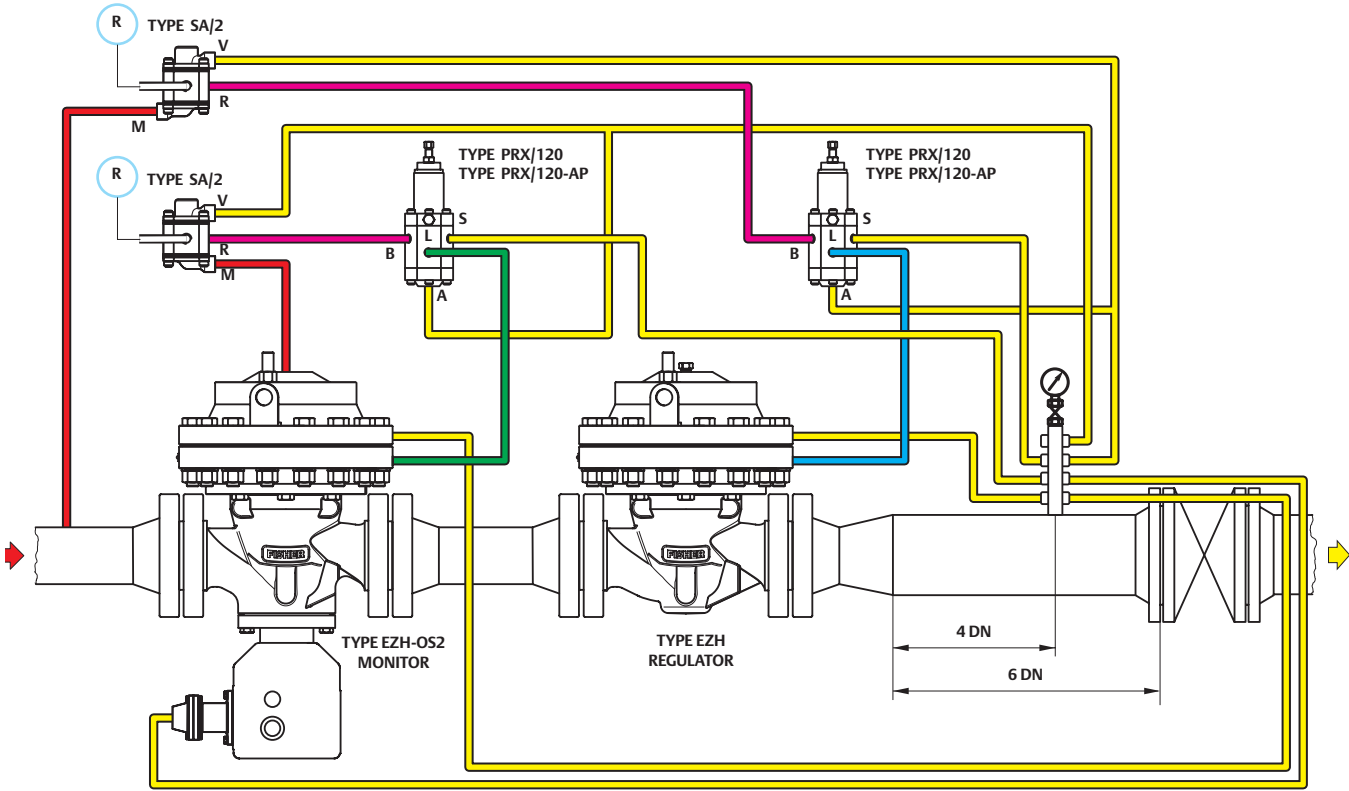 R
TYPE SA/2
V
R
M
R
TYPE SA/2
V
R
M
TYPE PRX/120
TYPE PRX/120-AP
S
L
B
A
TYPE PRX/120
TYPE PRX/120-AP
S
L
B
A
FISHER
FISHER
TYPE EZH-OS2
MONITOR
TYPE EZH
REGULATOR
4 DN
6 DN